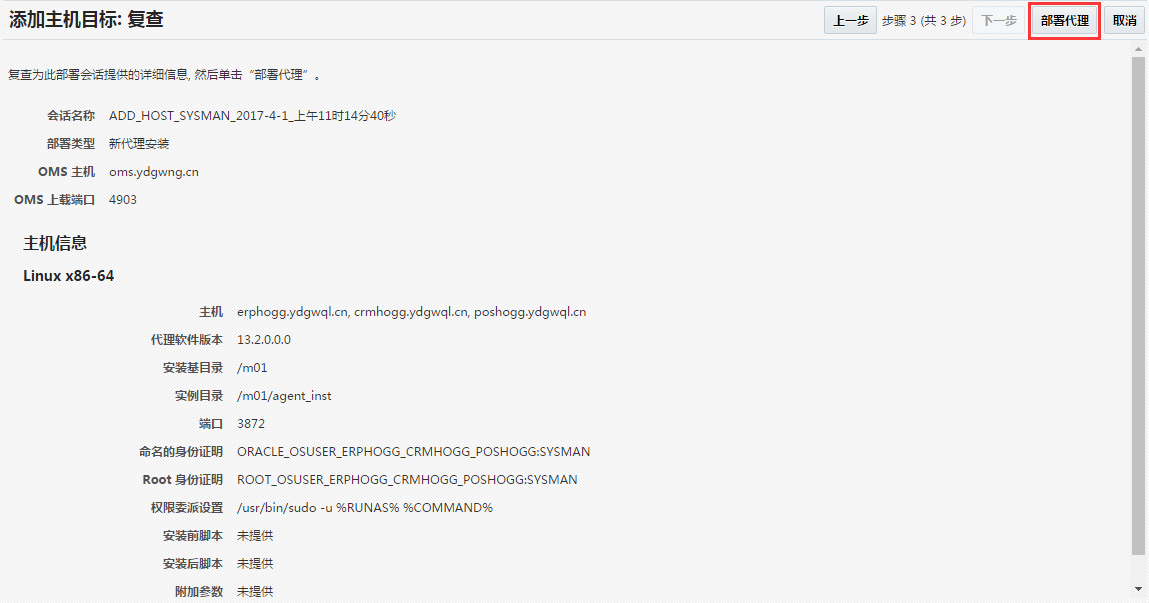 添加主机目标: 复查
上一步 步骤 3 (共 3 步) 下一步 部署代理 取消
复查为此部署会话提供的详细信息, 然后单击“部署代理”。
会话名称 ADD_HOST_SYSMAN_2017-4-1_上午11时14分40秒
部署类型 新代理安装
OMS 主机 oms.ydgwng.cn
OMS 上载端口 4903
主机信息
Linux x86-64
主机 erphogg.ydgwql.cn, crmhogg.ydgwql.cn, poshogg.ydgwql.cn
代理软件版本 13.2.0.0.0
安装基目录 /m01
实例目录 /m01/agent_inst
端口 3872
命名的身份证明 ORACLE_OSUSER_ERPHOGG_CRMHOGG_POSHOGG:SYSMAN
Root 身份证明 ROOT_OSUSER_ERPHOGG_CRMHOGG_POSHOGG:SYSMAN
权限委派设置 /usr/bin/sudo -u %RUNAS% %COMMAND%
安装前脚本 未提供
安装后脚本 未提供
附加参数 未提供